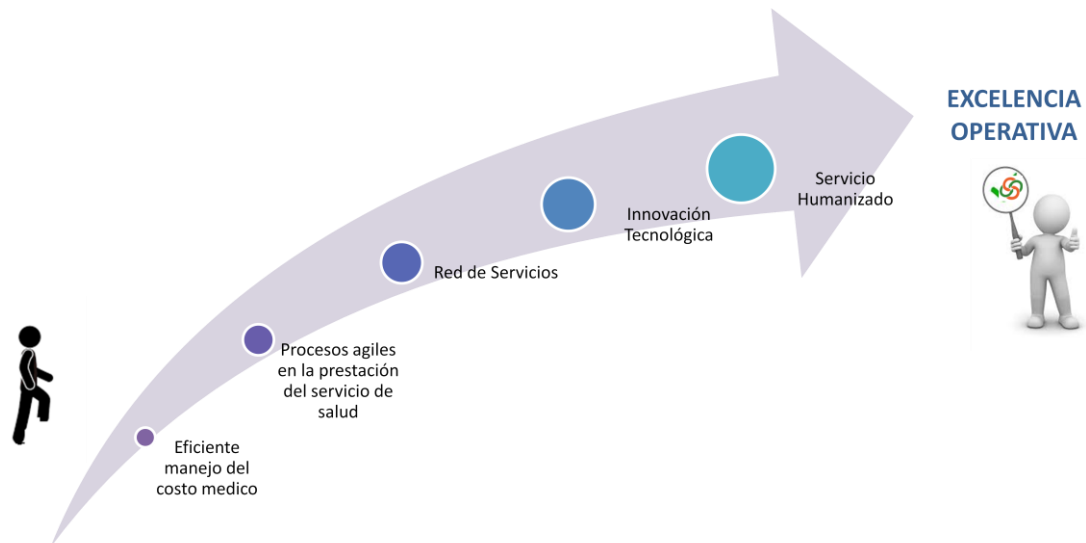 EXCELENCIA
OPERATIVA
Servicio
Humanizado
Innovación
Tecnológica
Red de Servicios
Procesos agiles
en la prestación
del servicio de
salud
Eficiente
manejo del
costo medico